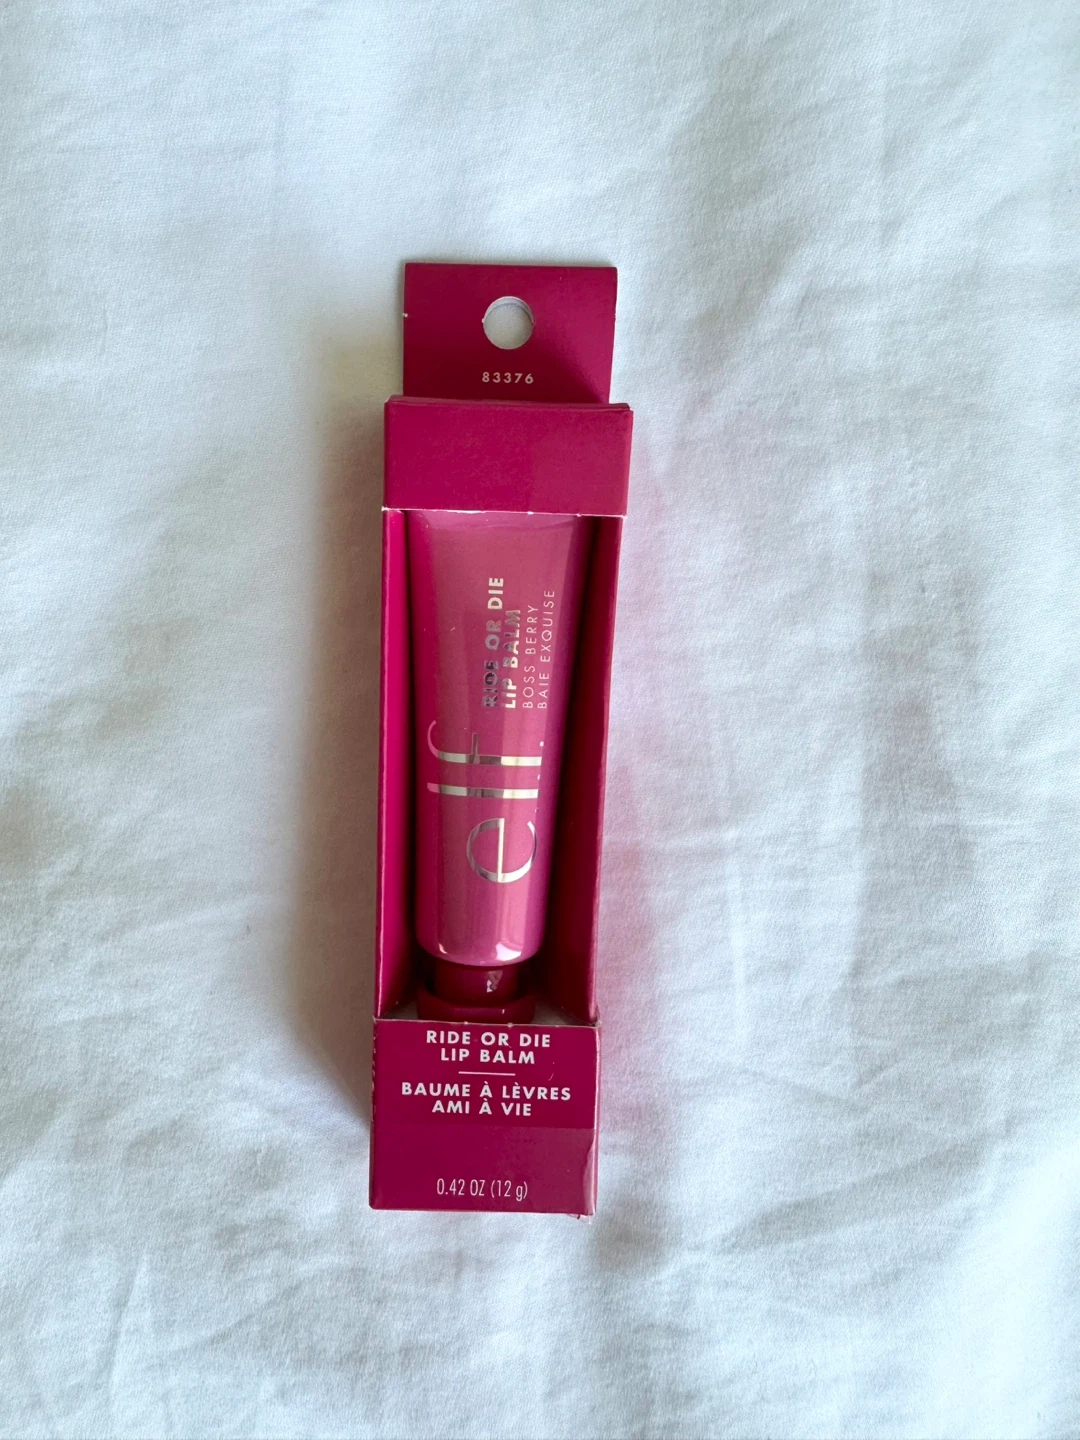 83376
RIDE OR DIE
LIP BALM
BOSS BERRY
BAIE EXQUISE
e.l.f.
RIDE OR DIE
LIP BALM
BAUME À LÈVRES
AMI À VIE
0.42 OZ (12 g)